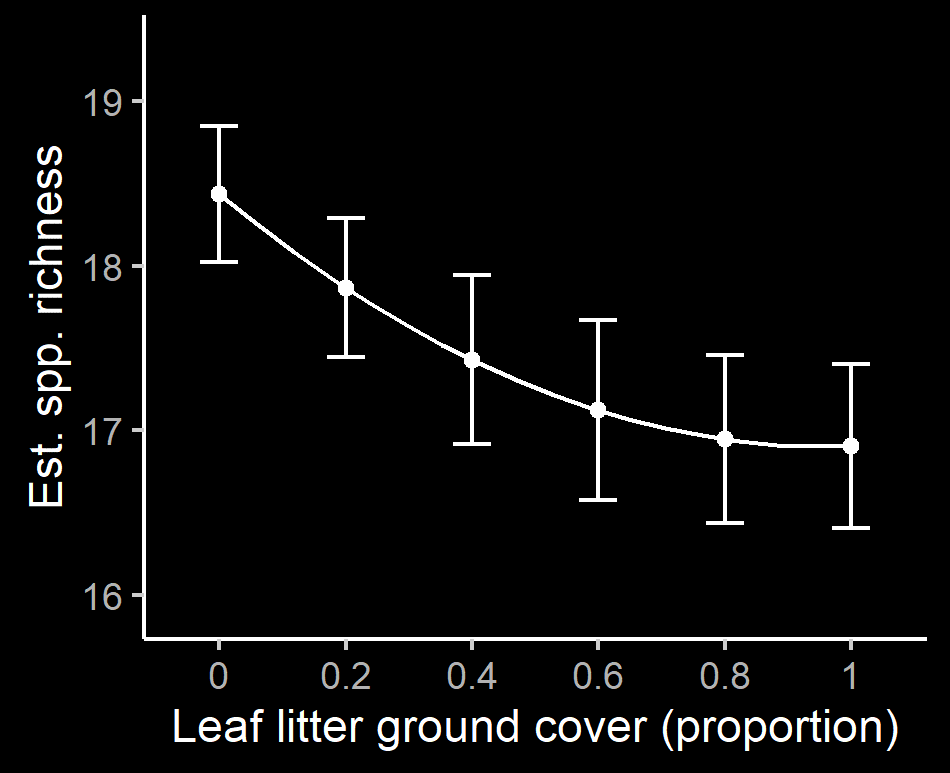 Est. spp. richness
19
18
17
16
0 0.2 0.4 0.6 0.8 1
Leaf litter ground cover (proportion)